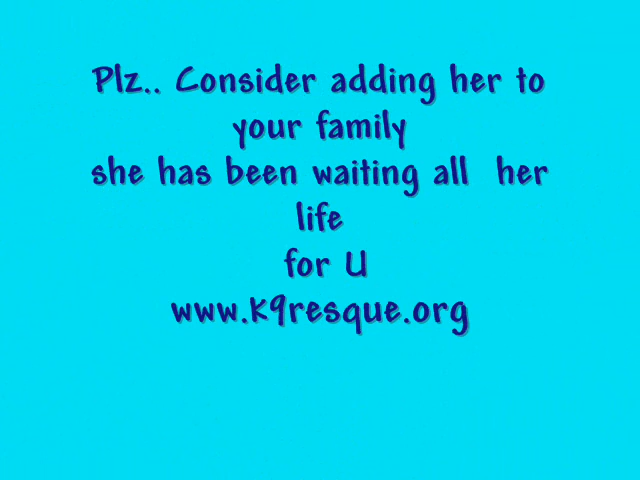 Plz.. Consider adding her to
your family
she has been waiting all her
life
for U
www.k9resque.org